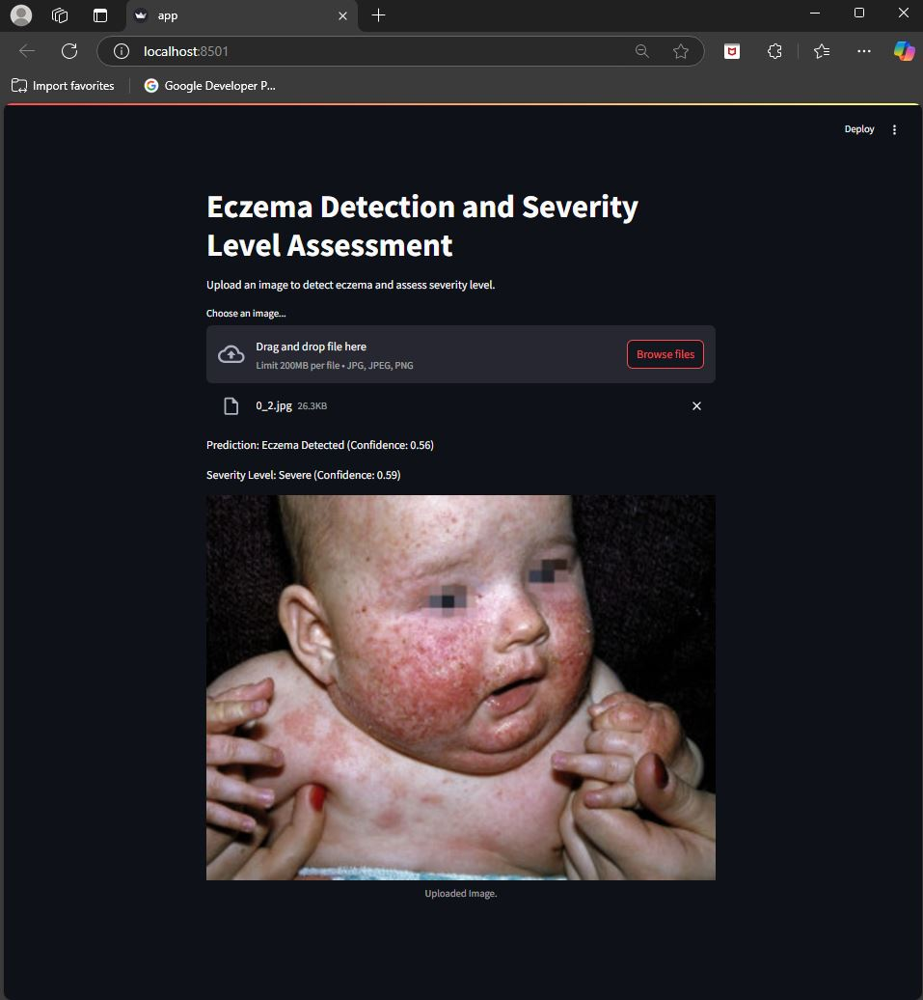 app
localhost:8501
Import favorites
Google Developer P...
Deploy
Eczema Detection and Severity
Level Assessment
Upload an image to detect eczema and assess severity level.
Choose an image...
Drag and drop file here
Limit 200MB per file • JPG, JPEG, PNG
Browse files
0_2.jpg 26.3KB
Prediction: Eczema Detected (Confidence: 0.56)
Severity Level: Severe (Confidence: 0.59)
Uploaded Image.